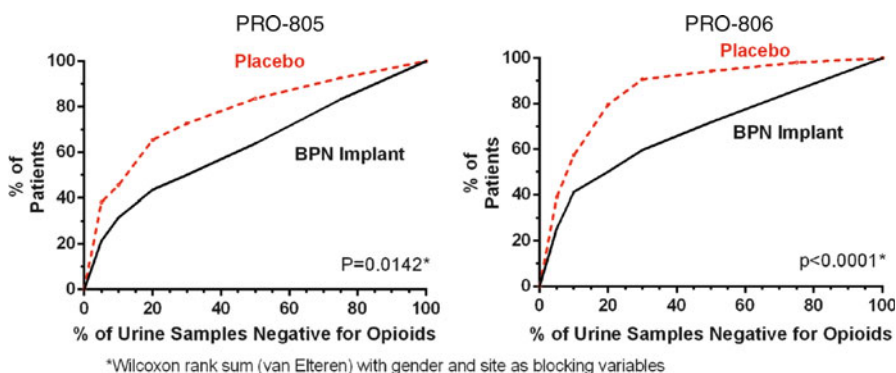 PRO-805
100
80
60
40
20
0
% of
Patients
Placebo
BPN Implant
P=0.0142*
0 20 40 60 80 100
% of Urine Samples Negative for Opioids
PRO-806
100
80
60
40
20
0
% of
Patients
Placebo
BPN Implant
p<0.0001*
0 20 40 60 80 100
% of Urine Samples Negative for Opioids
*Wilcoxon rank sum (van Elteren) with gender and site as blocking variables